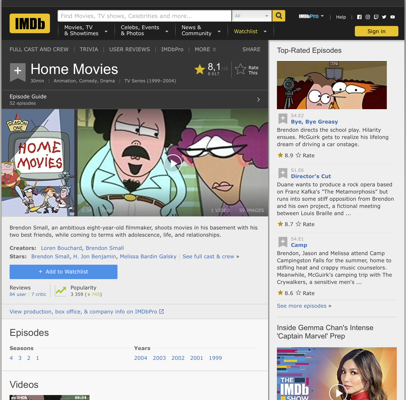 IMDb
Find Movies, TV shows, Celebrities and more...
All
Movies, TV
& Showtimes
Celebs, Events
& Photos
News &
Community
Watchlist
IMDbPro
Help
Sign in
FULL CAST AND CREW | TRIVIA | USER REVIEWS | IMDbPro | MORE
SHARE
Home Movies
30min | Animation, Comedy, Drama | TV Series (1999–2004)
8,1
Rate
This
Episode Guide
52 episodes
SEASON
ONE
HOME
MOVIES
Brendon Small, an ambitious eight-year-old filmmaker, shoots movies in his basement with his
two best friends, while coming to terms with adolescence, life, and relationships.
Creators: Loren Bouchard, Brendon Small
Stars: Brendon Small, H. Jon Benjamin, Melissa Bardin Galsky | See full cast & crew »
+ Add to Watchlist
Reviews
84 user | 7 critic
Popularity
3 359
View production, box office, & company info on IMDbPro
Episodes
Seasons
4 3 2 1
Years
2004 2003 2002 2001 1999
Videos
Top-Rated Episodes
Bye, Bye Greasy
Brendon directs the school play. Hilarity
ensues. McGuirk gets to realize his lifelong
dream of driving a car onstage.
8.9 Rate
S1.E6
Director's Cut
Duane wants to produce a rock opera based
on Franz Kafka's "The Metamorphosis" but
runs into some stiff opposition from Brendon
and his own project, a fictional meeting
between Louis Braille and ...
8.7 Rate
Camp
Brendon, Jason and Melissa attend Camp
Campingston Falls for the summer, home to
stifling heat and crappy music counselors.
Meanwhile, McGuirk's camping trip with
The Crywalkers, a sensitive men's ...
8.6 Rate
See more episodes »
Inside Gemma Chan's Intense
'Captain Marvel' Prep
THE
IMDb
SHOW